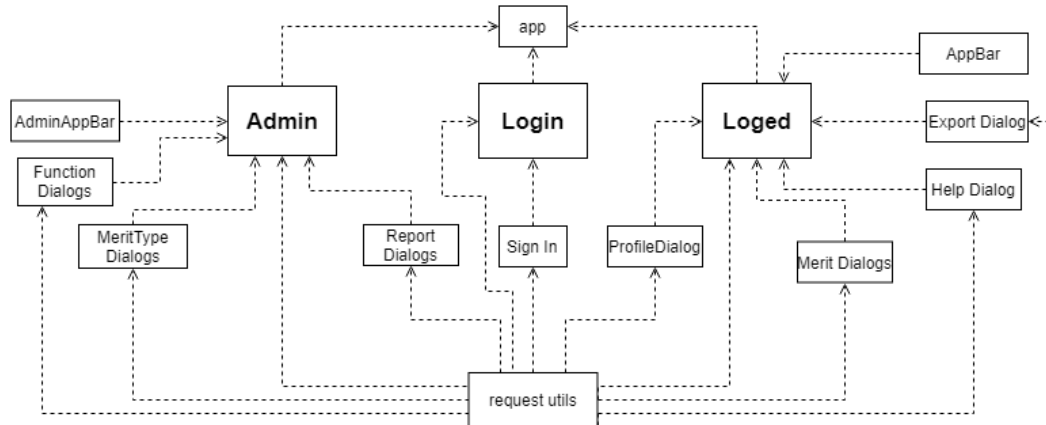 app
AppBar
Admin
Login
Loged
AdminAppBar
Export Dialog
Function
Dialogs
Help Dialog
MeritType
Dialogs
Report
Dialogs
Sign In
ProfileDialog
Merit Dialogs
request utils